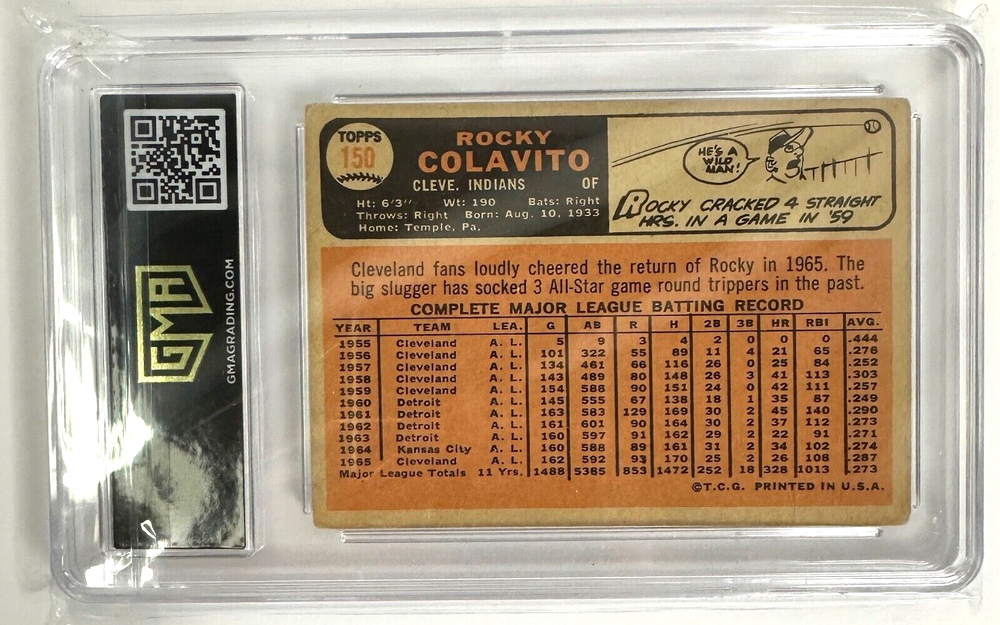 GMA
GMAGRADING.COM
TOPPS
150
ROCKY
COLAVITO
CLEVE. INDIANS OF
Ht: 6'3" Wt: 190 Bats: Right
Throws: Right Born: Aug. 10, 1933
Home: Temple, Pa.
HE'S A
WILD
MAN!
ROCKY CRACKED 4 STRAIGHT
HRS. IN A GAME IN '59
Cleveland fans loudly cheered the return of Rocky in 1965. The
big slugger has socked 3 All-Star game round trippers in the past.
COMPLETE MAJOR LEAGUE BATTING RECORD
YEAR TEAM LEA. G AB R H 2B 3B HR RBI AVG.
1955 Cleveland A. L. 5 9 3 4 2 0 0 0 .444
1956 Cleveland A. L. 101 322 55 89 11 4 21 65 .276
1957 Cleveland A. L. 134 461 66 116 26 0 25 84 .252
1958 Cleveland A. L. 143 489 80 148 26 3 41 113 .303
1959 Cleveland A. L. 154 588 90 151 24 0 42 111 .257
1960 Detroit A. L. 145 555 67 138 18 1 35 87 .249
1961 Detroit A. L. 163 583 129 169 30 2 45 140 .290
1962 Detroit A. L. 161 601 90 164 30 2 37 112 .273
1963 Detroit A. L. 160 597 91 162 29 2 22 91 .271
1964 Kansas City A. L. 160 588 89 161 31 2 34 102 .274
1965 Cleveland A. L. 162 592 93 170 25 2 26 108 .287
Major League Totals 11 Yrs. 1488 5385 853 1472 252 18 328 1013 .273
©T.C.G. PRINTED IN U.S.A.